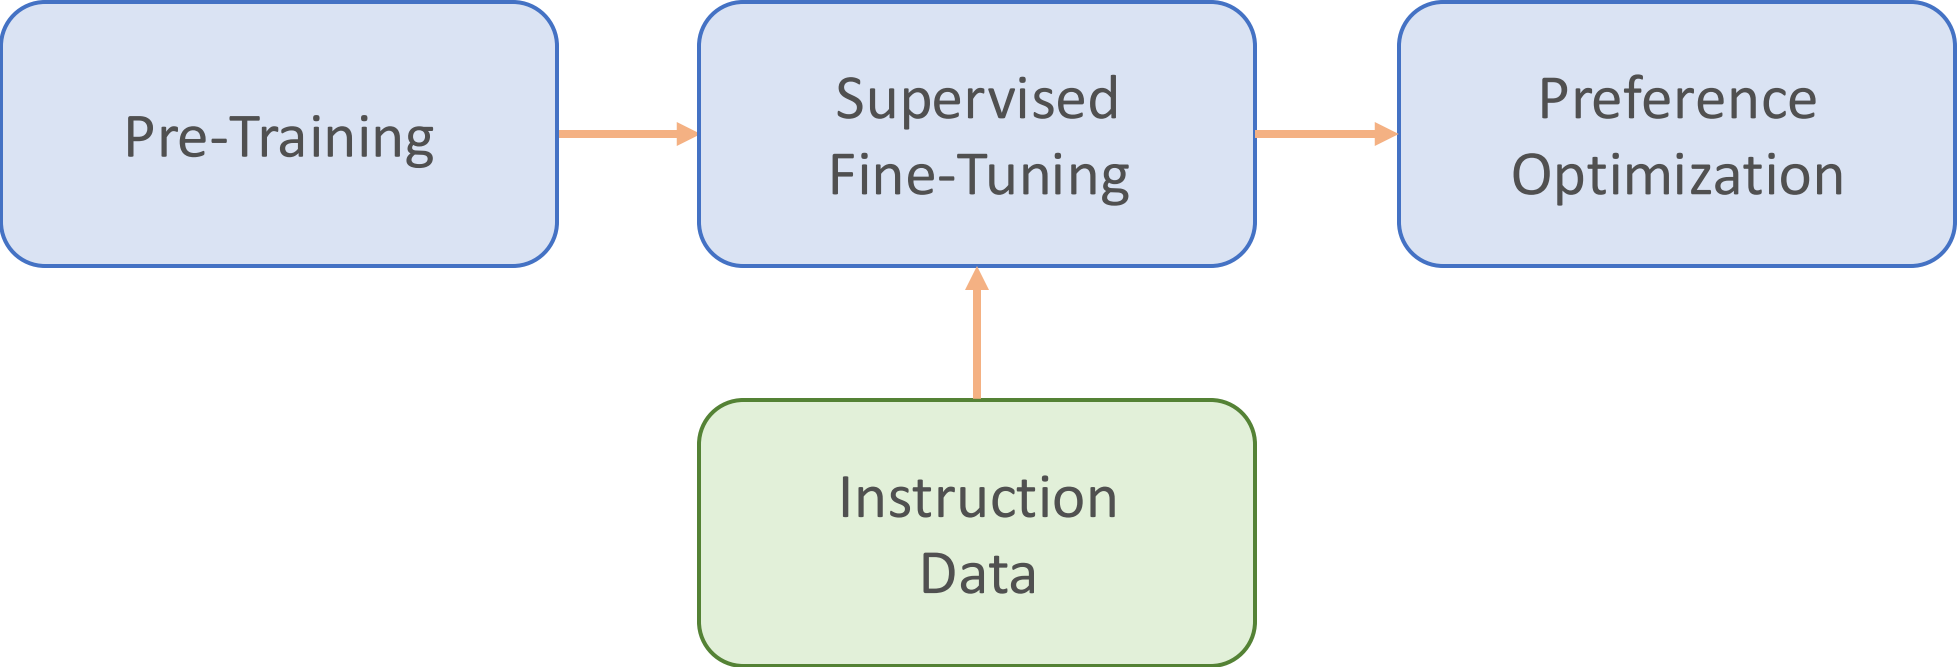 Pre-Training
Supervised
Fine-Tuning
Preference
Optimization
Instruction
Data